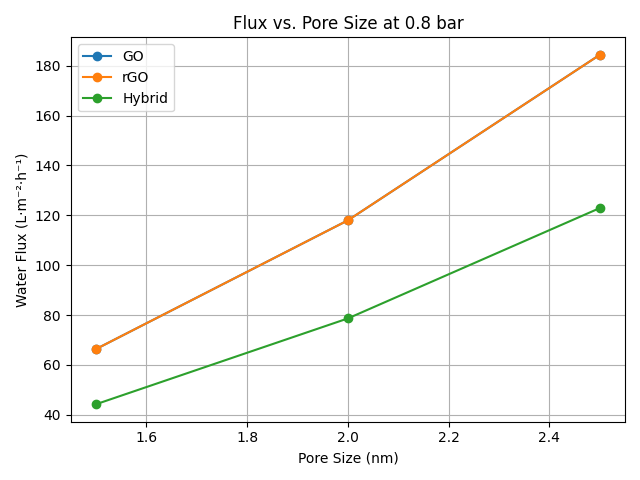 Flux vs. Pore Size at 0.8 bar
GO
rGO
Hybrid
180
160
140
120
100
80
60
40
Water Flux (L·m⁻²·h⁻¹)
1.6 1.8 2.0 2.2 2.4
Pore Size (nm)